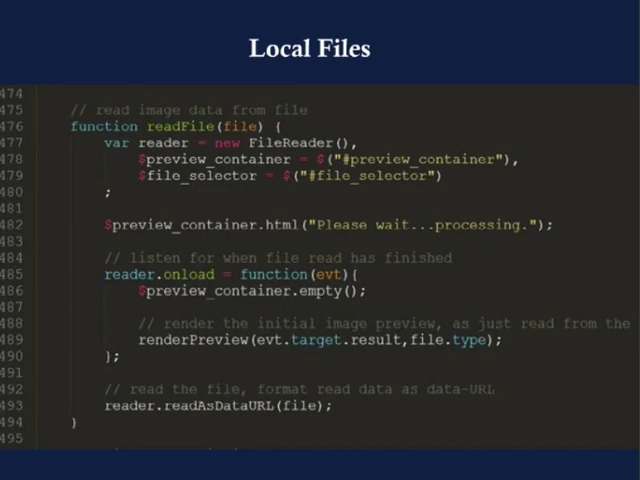 Local Files
474
475 // read image data from file
476 function readFile(file) {
477 var reader = new FileReader(),
478 $preview_container = $("#preview_container"),
479 $file_selector = $("#file_selector")
480 ;
481
482 $preview_container.html("Please wait...processing.");
483
484 // listen for when file read has finished
485 reader.onload = function(evt){
486 $preview_container.empty();
487
488 // render the initial image preview, as just read from the
489 renderPreview(evt.target.result,file.type);
490 };
491
492 // read the file, format read data as data-URL
493 reader.readAsDataURL(file);
494 }
495